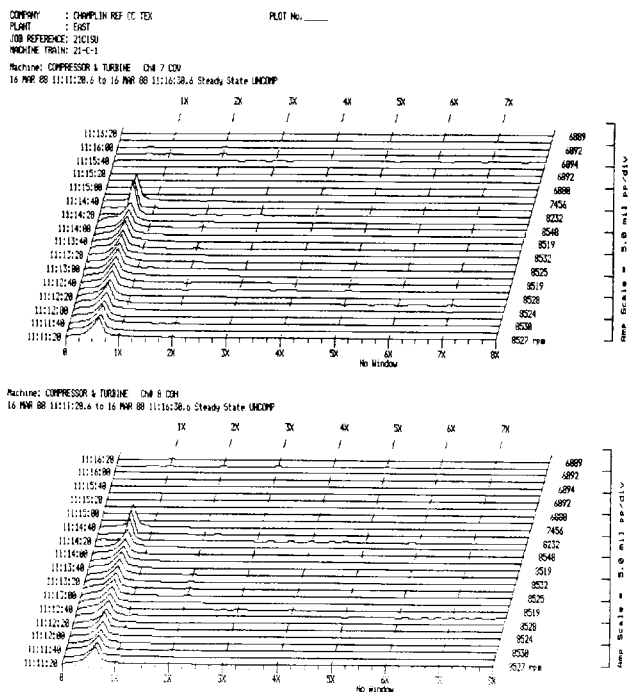 COMPANY : CHAMPLIN REF CC TEX PLOT No.
PLANT : EAST
JOB REFERENCE: 21C1SU
MACHINE TRAIN: 21-C-1
Machine: COMPRESSOR & TURBINE Ch# 7 COV
16 MAR 88 11:11:20.6 to 16 MAR 88 11:16:30.6 Steady State UNCOMP
1X 2X 3X 4X 5X 6X 7X
11:16:20 6889
11:16:00 6892
11:15:40 6894
11:15:20 6892
11:15:00 6880
11:14:40 7456
11:14:20 8232
11:14:00 8548
11:13:40 8519
11:13:20 8532
11:13:00 8525
11:12:40 8519
11:12:20 8528
11:12:00 8524
11:11:40 8530
11:11:20 8527 rpm
0 1X 2X 3X 4X 5X 6X 7X 8X
No Window
Amp Scale = 5.0 mil pp/div
Machine: COMPRESSOR & TURBINE Ch# 8 COH
16 MAR 88 11:11:20.6 to 16 MAR 88 11:16:30.6 Steady State UNCOMP
1X 2X 3X 4X 5X 6X 7X
11:16:20 6889
11:16:00 6892
11:15:40 6894
11:15:20 6892
11:15:00 6880
11:14:40 7456
11:14:20 8232
11:14:00 8548
11:13:40 8519
11:13:20 8532
11:13:00 8525
11:12:40 8519
11:12:20 8528
11:12:00 8524
11:11:40 8530
11:11:20 8527 rpm
0 1X 2X 3X 4X 5X 6X 7X 8X
No Window
Amp Scale = 5.0 mil pp/div